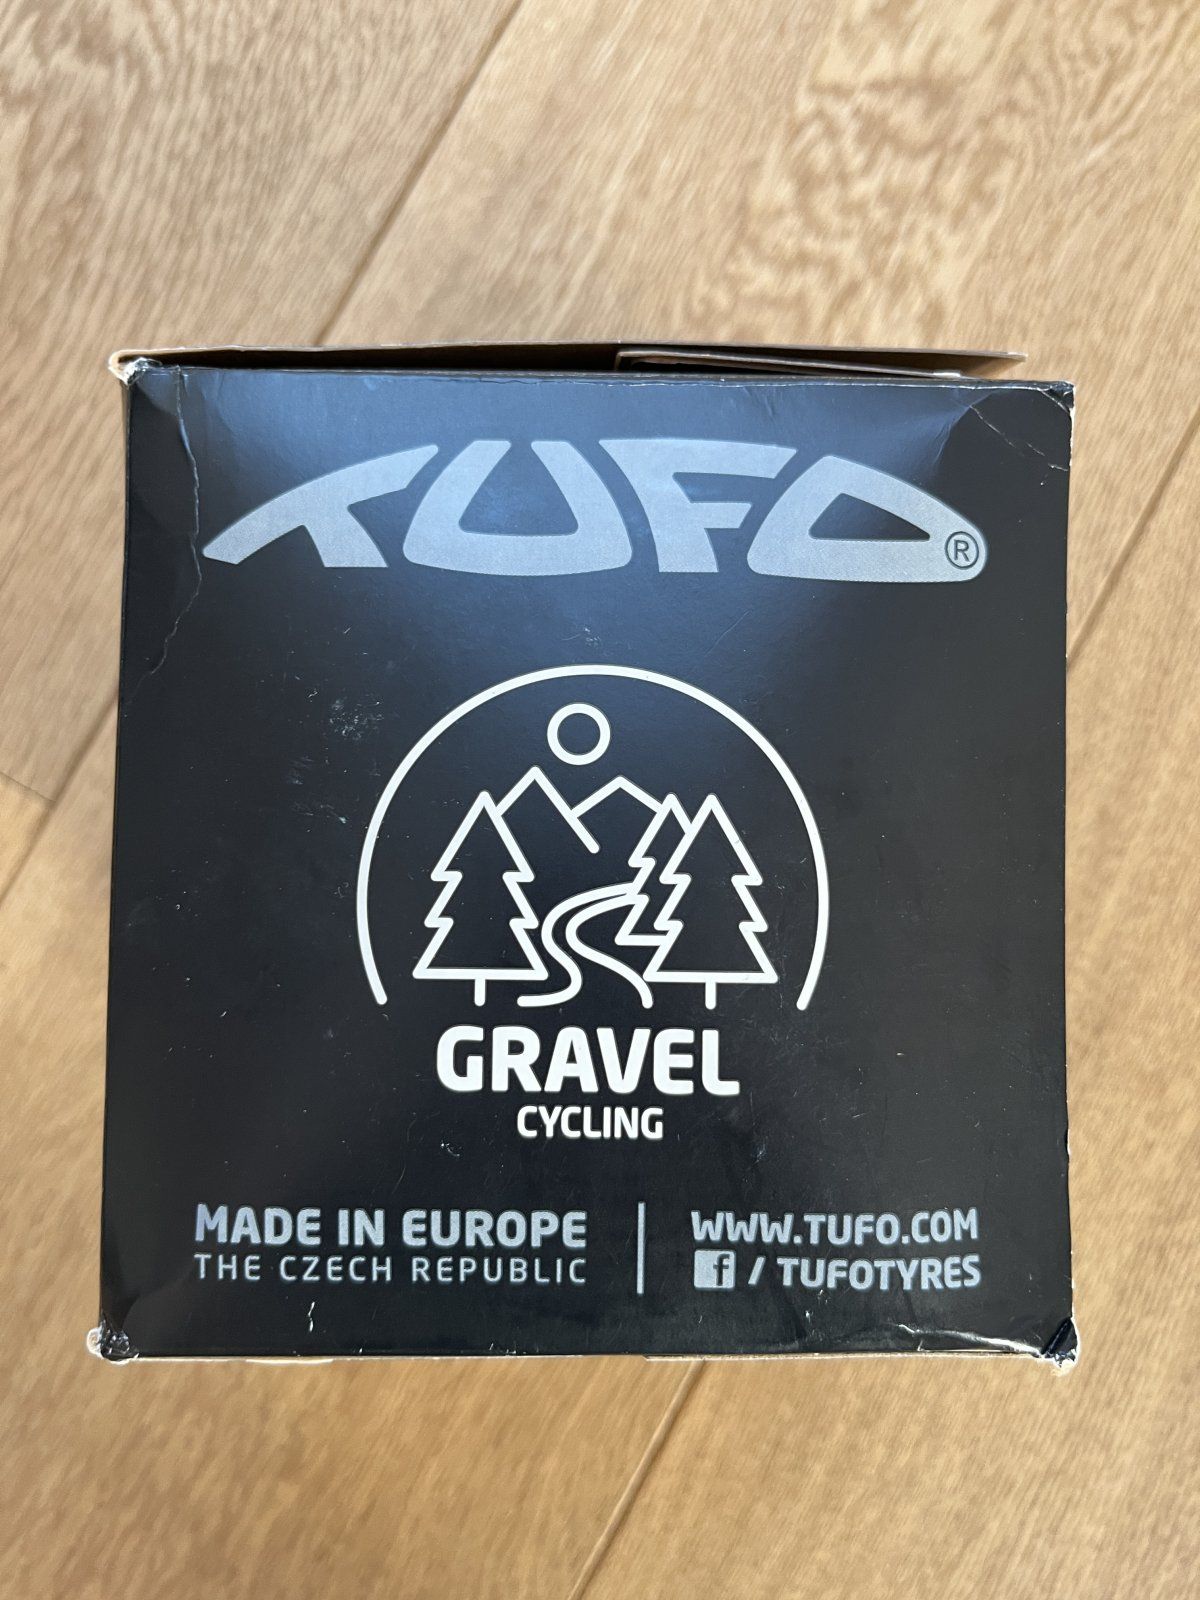 TUFO®
GRAVEL
CYCLING
MADE IN EUROPE
THE CZECH REPUBLIC
WWW.TUFO.COM
f / TUFOTYRES